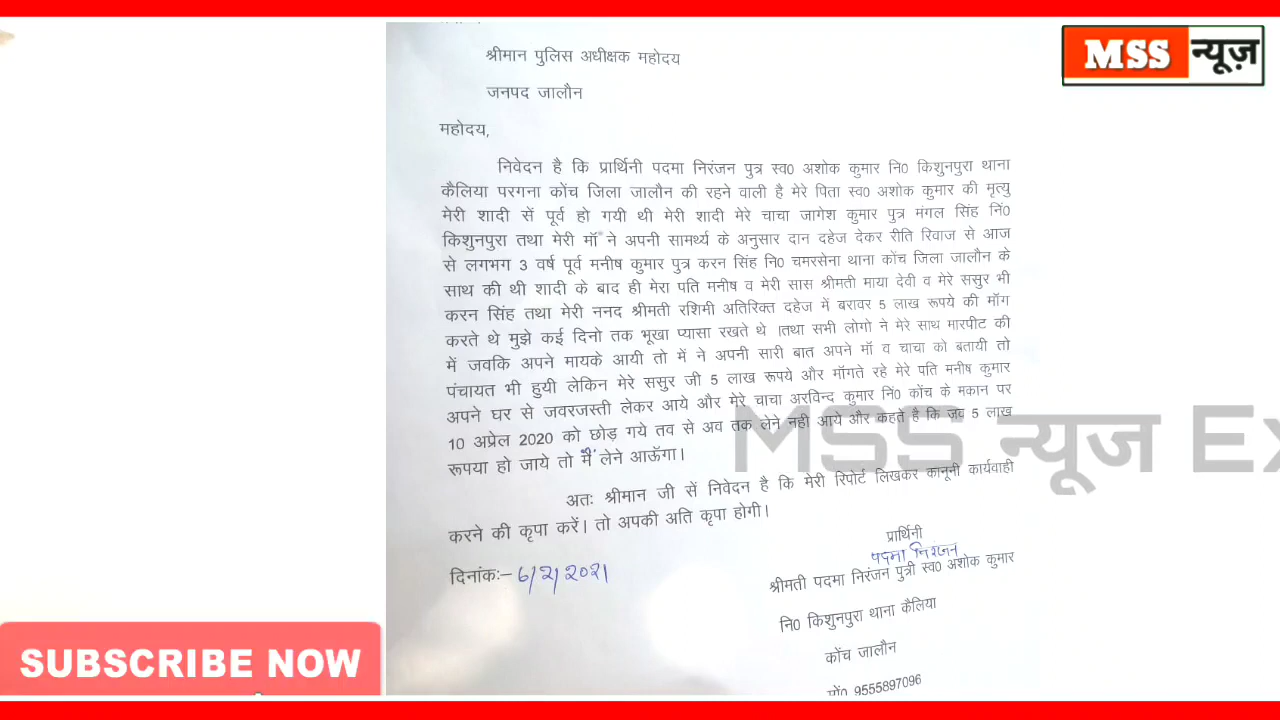 MSS न्यूज़
श्रीमान पुलिस अधीक्षक महोदय
जनपद जालौन
महोदय,
निवेदन है कि प्रार्थिनी पदमा निरंजन पुत्र स्व0 अशोक कुमार नि0 किशुनपुरा थाना
कैलिया परगना कोंच जिला जालौन की रहने वाली है मेरे पिता स्व0 अशोक कुमार की मृत्यु
मेरी शादी सें पूर्व हो गयी थी मेरी शादी मेरे चाचा जागेश कुमार पुत्र मंगल सिंह निं0
किशुनपुरा तथा मेरी मॉ ने अपनी सामर्थ्य के अनुसार दान दहेज देकर रीति रिवाज से आज
से लगभग 3 वर्ष पूर्व मनीष कुमार पुत्र करन सिंह नि0 चमरसेना थाना कोंच जिला जालौन के
साथ की थी शादी के बाद ही मेरा पति मनीष व मेरी सास श्रीमती माया देवी व मेरे ससुर भी
करन सिंह तथा मेरी ननद श्रीमती रशिमी अतिरिक्त दहेज में बरावर 5 लाख रूपये की मॉग
करते थे मुझे कई दिनो तक भूखा प्यासा रखते थे ।तथा सभी लोगो ने मेरे साथ मारपीट की
में जवकि अपने मायके आयी तो में ने अपनी सारी बात अपने मॉ व चाचा को बतायी तो
पंचायत भी हुयी लेकिन मेरे ससुर जी 5 लाख रूपये और मॉगते रहे मेरे पति मनीष कुमार
अपने घर से जवरजस्ती लेकर आये और मेरे चाचा अरविन्द कुमार निं0 कोंच के मकान पर
10 अप्रेल 2020 को छोड़ गये तव से अव तक लेने नही आये और कहते है कि जव 5 लाख
रूपया हो जाये तो मैं लेने आऊॅगा।
MSS न्यूज Ex
अतः श्रीमान जी सें निवेदन है कि मेरी रिपोर्ट लिखकर कानूनी कार्यवाही
करने की कृपा करें। तो अपकी अति कृपा होगी।
प्रार्थिनी
पदमा निरंजन
दिनांकः– 6/2/2021
श्रीमती पदमा निरंजन पुत्री स्व0 अशोक कुमार
नि0 किशुनपुरा थाना कैलिया
कोंच जालौन
मों0 9555897096
SUBSCRIBE NOW